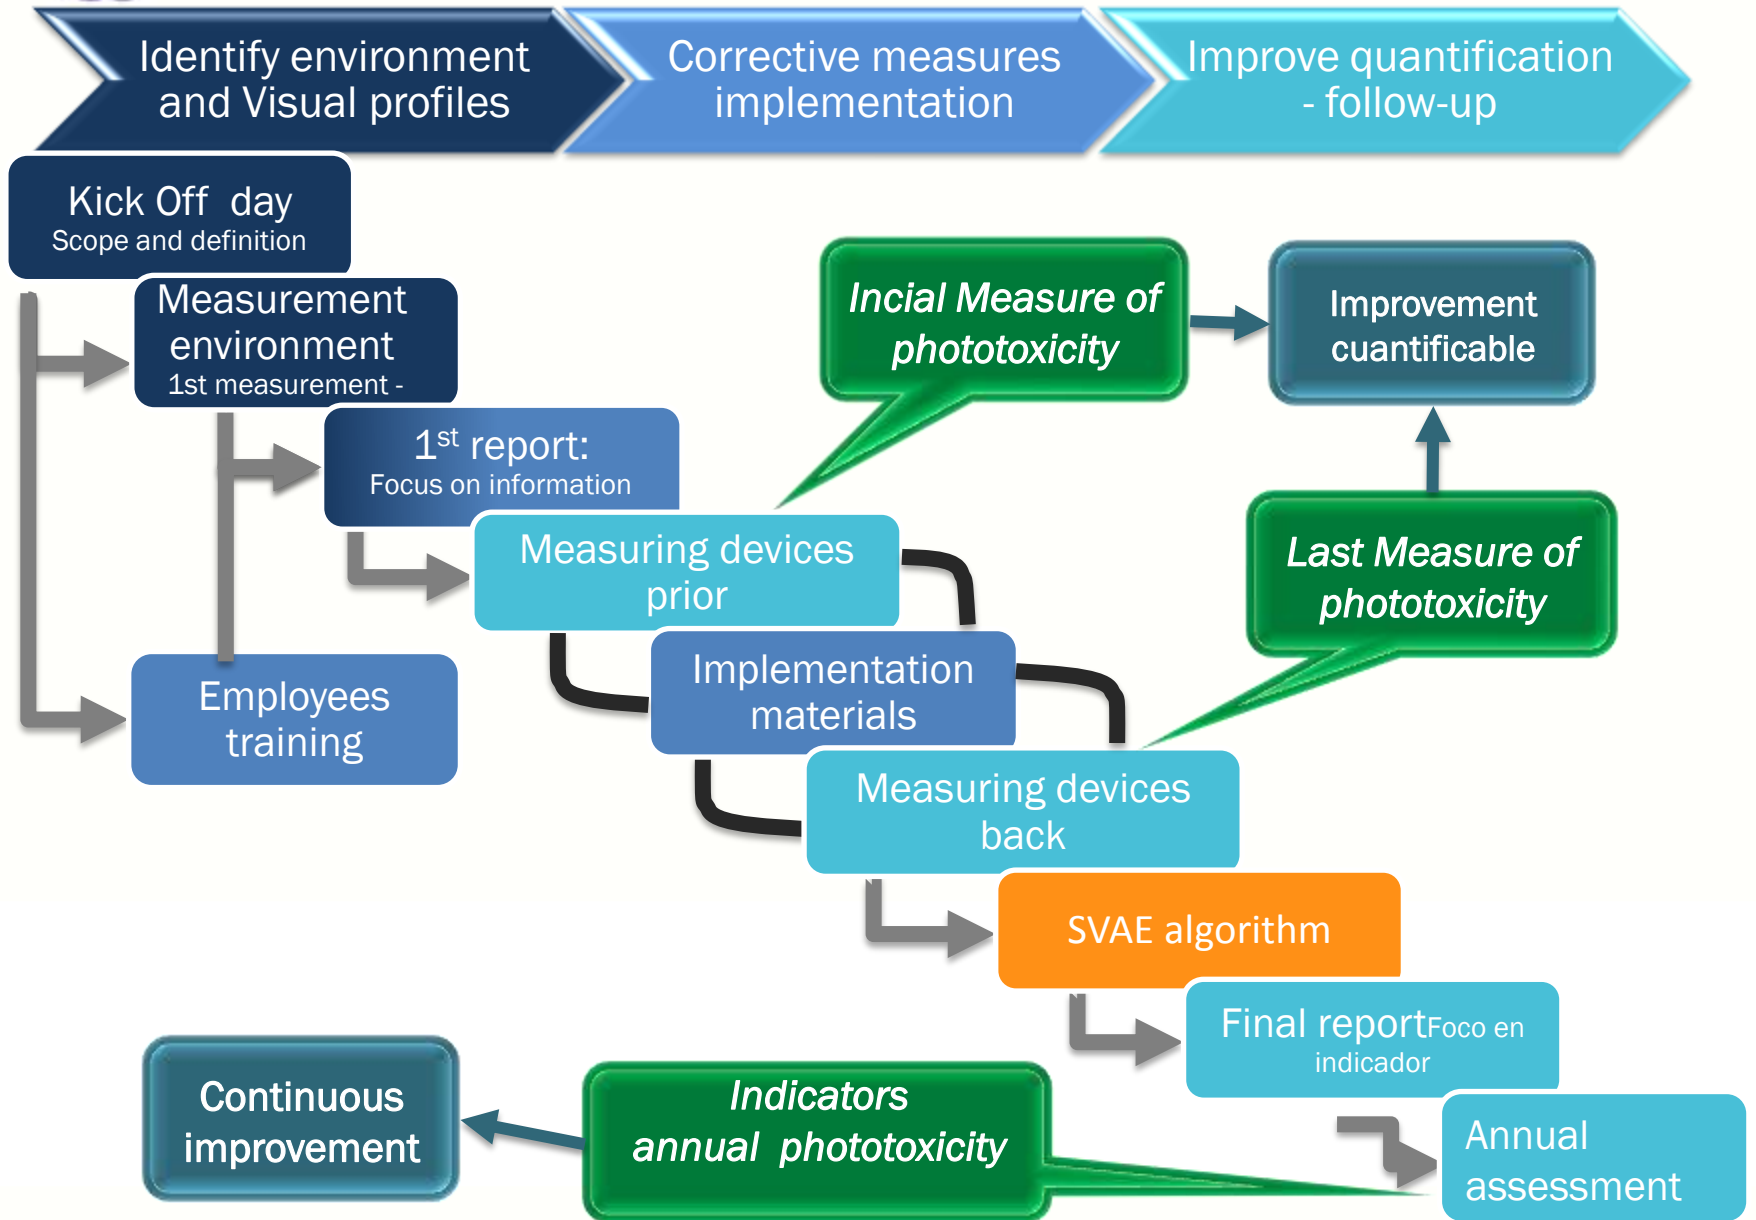 Identify environment
and Visual profiles
Corrective measures
implementation
Improve quantification
- follow-up
Kick Off  day
Scope and definition
Measurement
environment
1st measurement -
1st report:
Focus on information
Incial Measure of
phototoxicity
Improvement
cuantificable
Measuring devices
prior
Last Measure of
phototoxicity
Employees
training
Implementation
materials
Measuring devices
back
SVAE algorithm
Final reportFoco en
indicador
Continuous
improvement
Indicators
annual  phototoxicity
Annual
assessment